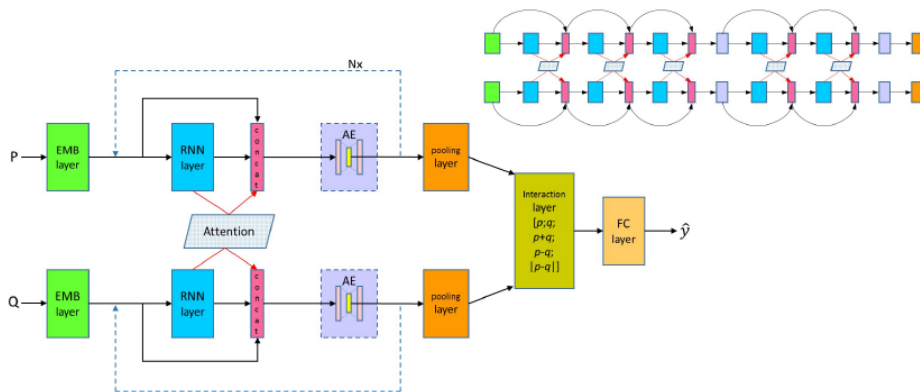 Nx
P
EMB
layer
RNN
layer
concat
AE
pooling
layer
Attention
Interaction
layer
[p;q;
p+q;
p-q;
|p-q|]
FC
layer
ŷ
Q
EMB
layer
RNN
layer
concat
AE
pooling
layer